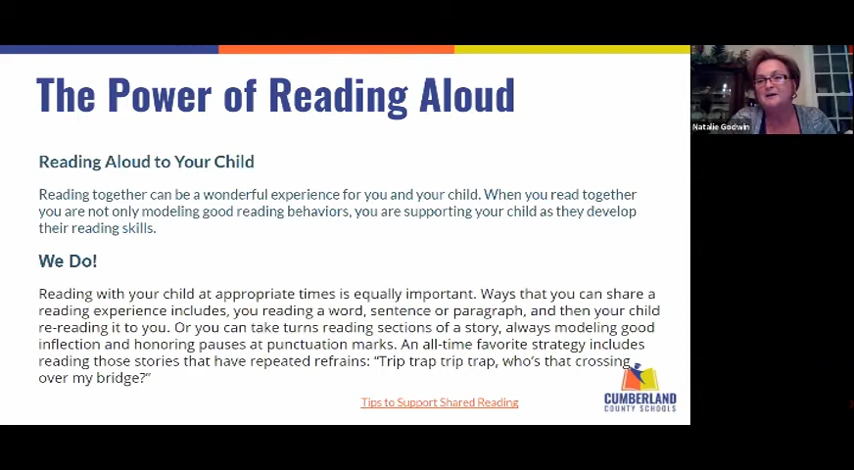 The Power of Reading Aloud
Natalie Godwin
Reading Aloud to Your Child
Reading together can be a wonderful experience for you and your child. When you read together
you are not only modeling good reading behaviors, you are supporting your child as they develop
their reading skills.
We Do!
Reading with your child at appropriate times is equally important. Ways that you can share a
reading experience includes, you reading a word, sentence or paragraph, and then your child
re-reading it to you. Or you can take turns reading sections of a story, always modeling good
inflection and honoring pauses at punctuation marks. An all-time favorite strategy includes
reading those stories that have repeated refrains: “Trip trap trip trap, who’s that crossing
over my bridge?”
Tips to Support Shared Reading
CUMBERLAND
COUNTY SCHOOLS